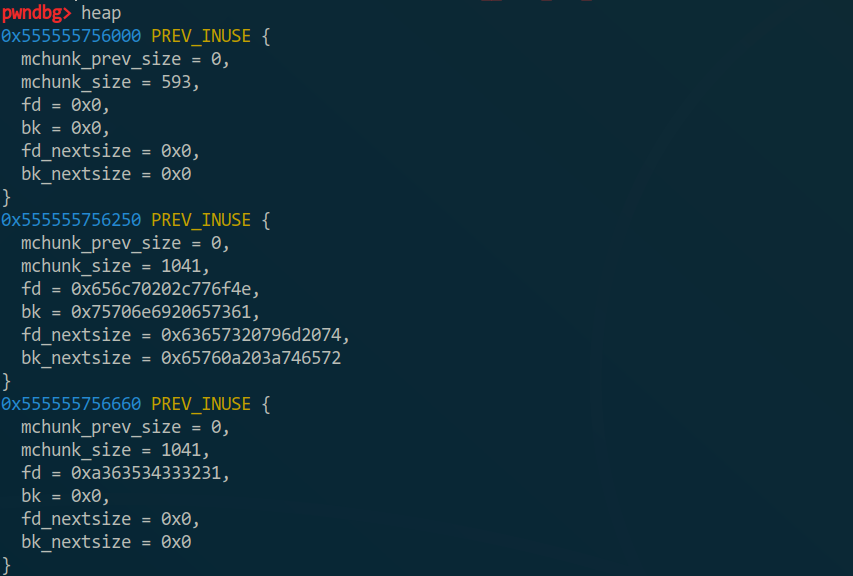 pwndbg> heap
0x555555756000 PREV_INUSE {
  mchunk_prev_size = 0,
  mchunk_size = 593,
  fd = 0x0,
  bk = 0x0,
  fd_nextsize = 0x0,
  bk_nextsize = 0x0
}
0x555555756250 PREV_INUSE {
  mchunk_prev_size = 0,
  mchunk_size = 1041,
  fd = 0x656c70202c776f4e,
  bk = 0x75706e6920657361,
  fd_nextsize = 0x63657320796d2074,
  bk_nextsize = 0x65760a203a746572
}
0x555555756660 PREV_INUSE {
  mchunk_prev_size = 0,
  mchunk_size = 1041,
  fd = 0xa363534333231,
  bk = 0x0,
  fd_nextsize = 0x0,
  bk_nextsize = 0x0
}